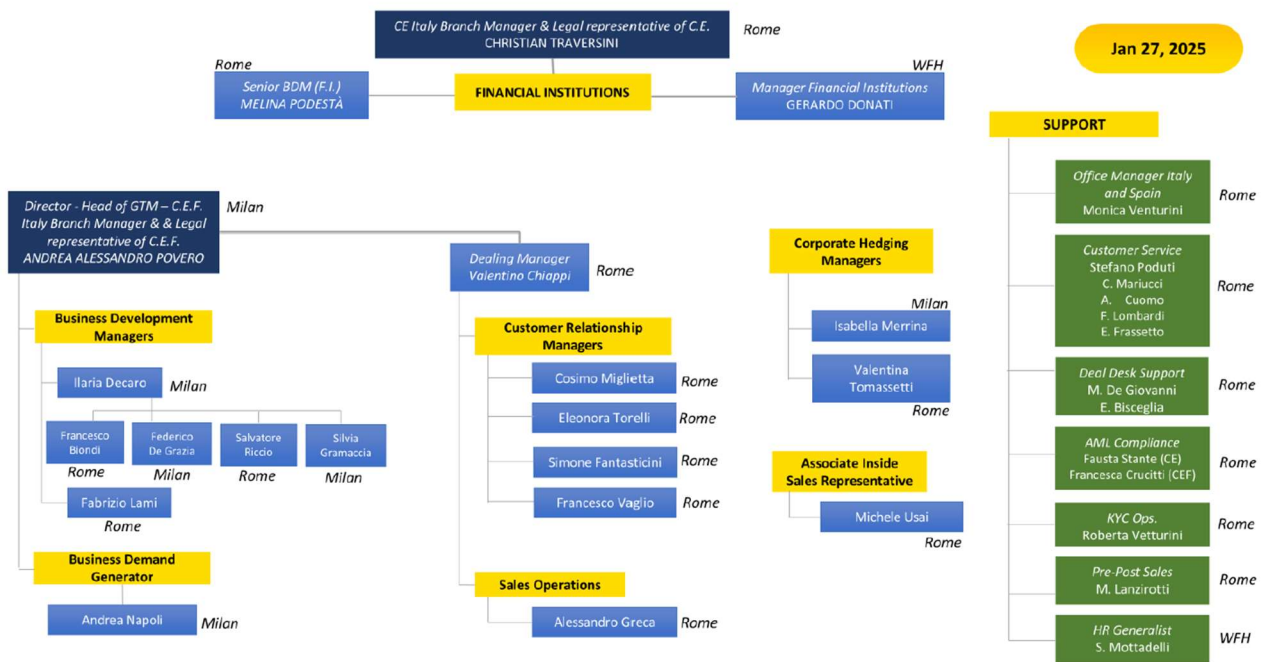 CE Italy Branch Manager & Legal representative of C.E.
CHRISTIAN TRAVERSINI
Rome
Jan 27, 2025
Rome
Senior BDM (F.I.)
MELINA PODESTÀ
FINANCIAL INSTITUTIONS
WFH
Manager Financial Institutions
GERARDO DONATI
Director - Head of GTM – C.E.F.
Italy Branch Manager & & Legal
representative of C.E.F.
ANDREA ALESSANDRO POVERO
Milan
Business Development
Managers
Ilaria Decaro
Milan
Francesco
Biondi
Rome
Federico
De Grazia
Milan
Salvatore
Riccio
Rome
Silvia
Gramaccia
Milan
Fabrizio Lami
Rome
Business Demand
Generator
Andrea Napoli
Milan
Dealing Manager
Valentino Chiappi
Rome
Customer Relationship
Managers
Cosimo Miglietta
Rome
Eleonora Torelli
Rome
Simone Fantasticini
Rome
Francesco Vaglio
Rome
Sales Operations
Alessandro Greca
Rome
Corporate Hedging
Managers
Milan
Isabella Merrina
Valentina
Tomassetti
Rome
Associate Inside
Sales Representative
Michele Usai
Rome
SUPPORT
Office Manager Italy
and Spain
Monica Venturini
Rome
Customer Service
Stefano Poduti
C. Mariucci
A. Cuomo
F. Lombardi
E. Frassetto
Rome
Deal Desk Support
M. De Giovanni
E. Bisceglia
Rome
AML Compliance
Fausta Stante (CE)
Francesca Crucitti (CEF)
Rome
KYC Ops.
Roberta Vetturini
Rome
Pre-Post Sales
M. Lanzirotti
Rome
HR Generalist
S. Mottadelli
WFH